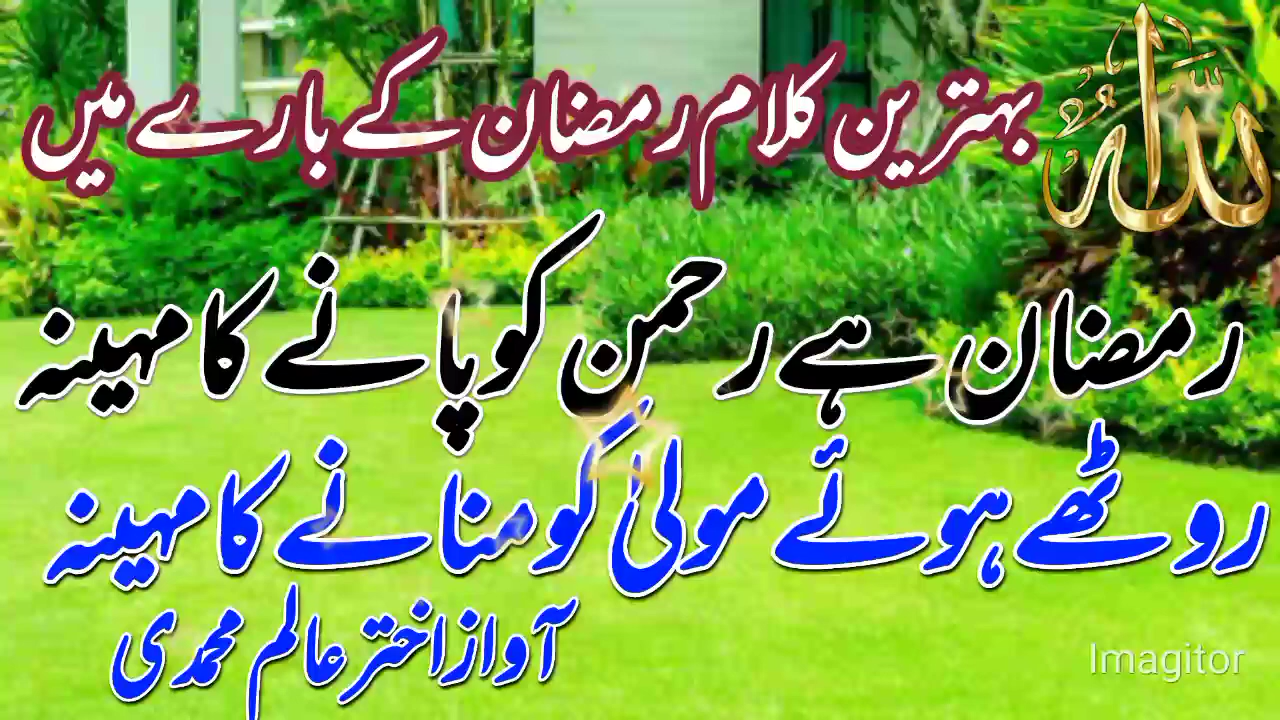 اللہ
بہترین کلام رمضان کے بارے میں
رمضان ہے رحمن کو پانے کا مہینہ
روٹھے ہوئے مولیٰ کو منانے کا مہینہ
آواز اختر عالم محمدی
Imagitor